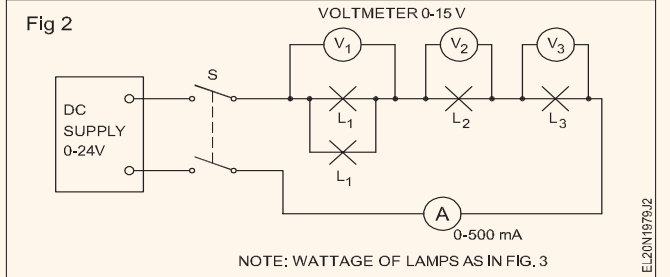 Fig 2
VOLTMETER 0-15 V
V1
V2
V3
S
DC
SUPPLY
0-24V
L1
L2
L3
L1
A
0-500 mA
NOTE: WATTAGE OF LAMPS AS IN FIG. 3
EL20N1979J2